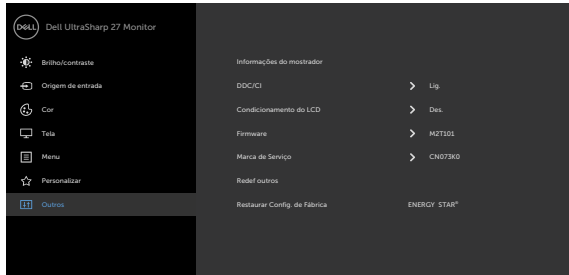 DELL Dell UltraSharp 27 Monitor
Brilho/contraste
Origem de entrada
Cor
Tela
Menu
Personalizar
Outros
Informações do mostrador
DDC/CI Lig.
Condicionamento do LCD Des.
Firmware M2T101
Marca de Serviço CN073K0
Redef outros
Restaurar Config. de Fábrica ENERGY STAR®